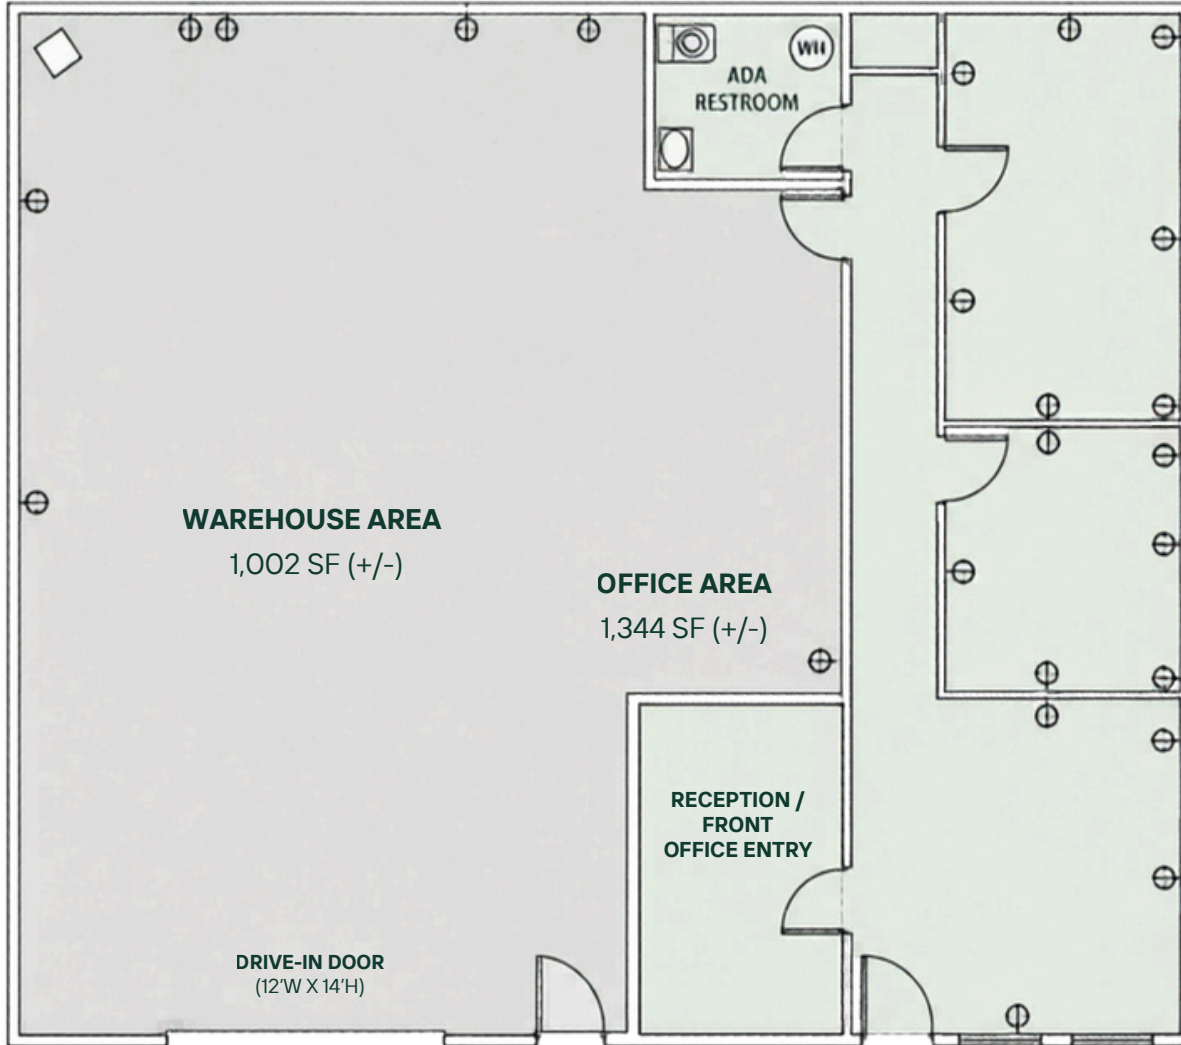 WH
ADA
RESTROOM
WAREHOUSE AREA
1,002 SF (+/-)
OFFICE AREA
1,344 SF (+/-)
RECEPTION /
FRONT
OFFICE ENTRY
DRIVE-IN DOOR
(12'W X 14'H)